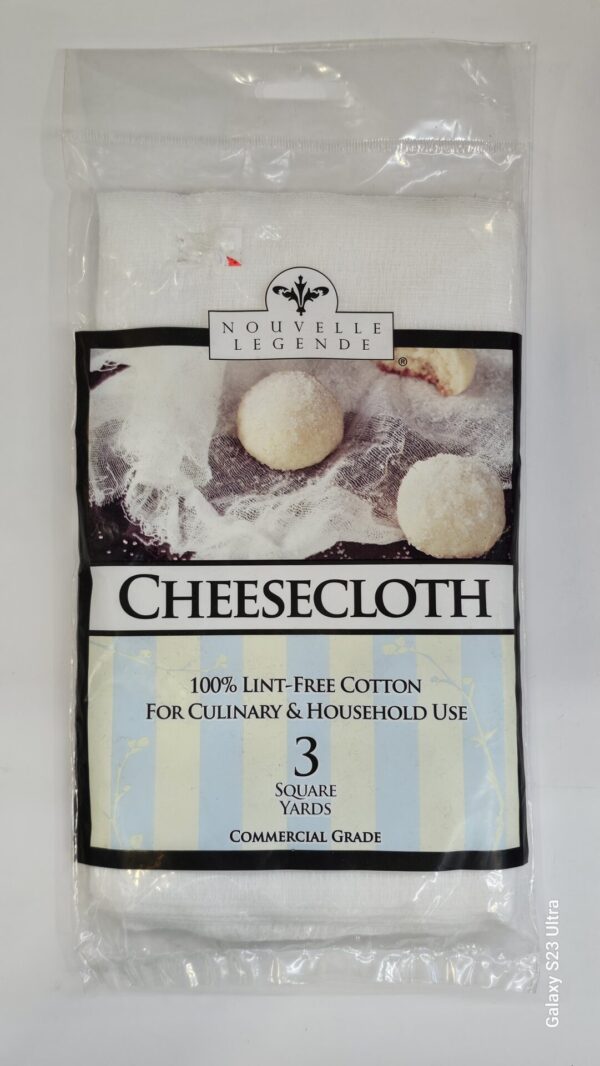 NOUVELLE
LEGENDE
®
CHEESECLOTH
100% LINT-FREE COTTON
FOR CULINARY & HOUSEHOLD USE
3
SQUARE
YARDS
COMMERCIAL GRADE
Galaxy S23 Ultra